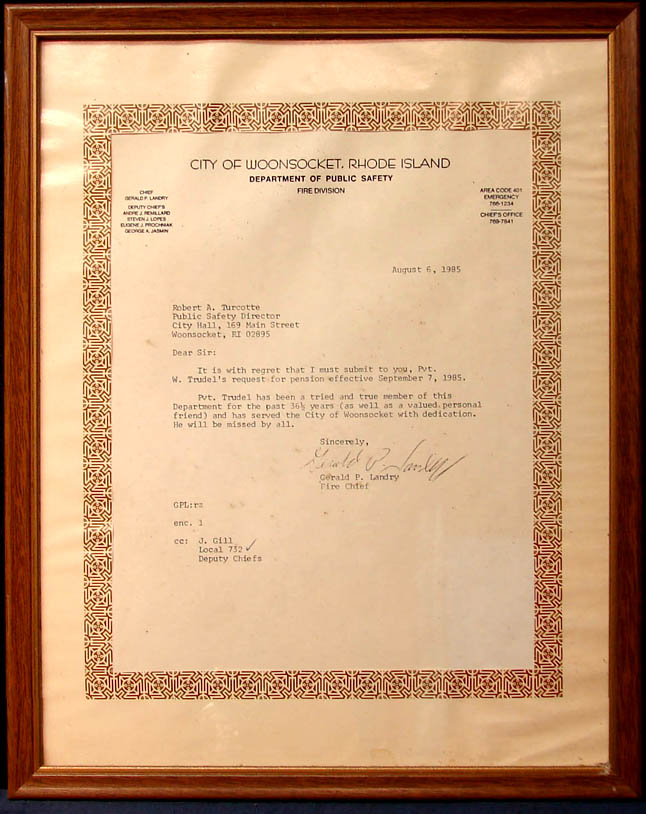 CITY OF WOONSOCKET, RHODE ISLAND
DEPARTMENT OF PUBLIC SAFETY
FIRE DIVISION
CHIEF
GERALD P. LANDRY
DEPUTY CHIEFS
ANDRE J. REMILLARD
STEVEN J. LOPES
EUGENE J. PROCHNIAK
GEORGE A. JASMIN
AREA CODE 401
EMERGENCY
766-1234
CHIEF'S OFFICE
769-7841
August 6, 1985
Robert A. Turcotte
Public Safety Director
City Hall, 169 Main Street
Woonsocket, RI 02895
Dear Sir:
It is with regret that I must submit to you, Pvt.
W. Trudel's request for pension effective September 7, 1985.
Pvt. Trudel has been a tried and true member of this
Department for the past 36½ years (as well as a valued personal
friend) and has served the City of Woonsocket with dedication.
He will be missed by all.
Sincerely,
Gerald P. Landry
Gerald P. Landry
Fire Chief
GPL:rz
enc. 1
cc: J. Gill
Local 732 ✓
Deputy Chiefs